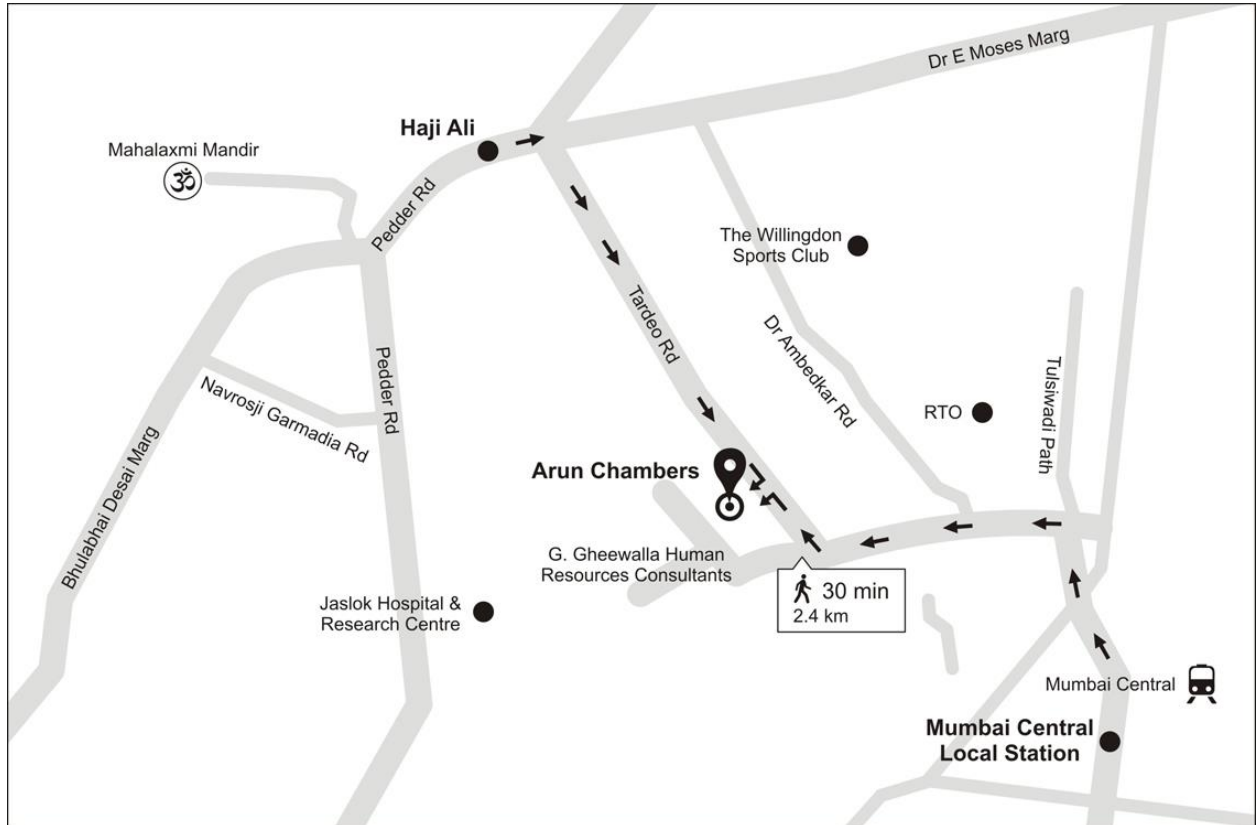 Dr E Moses Marg
Haji Ali
Mahalaxmi Mandir
ॐ
Pedder Rd
The Willingdon
Sports Club
Tardeo Rd
Dr Ambedkar Rd
Tulsiwadi Path
Pedder Rd
Navrosji Garmadia Rd
RTO
Bhulabhai Desai Marg
Arun Chambers
G. Gheewalla Human
Resources Consultants
30 min
2.4 km
Jaslok Hospital &
Research Centre
Mumbai Central
Mumbai Central
Local Station